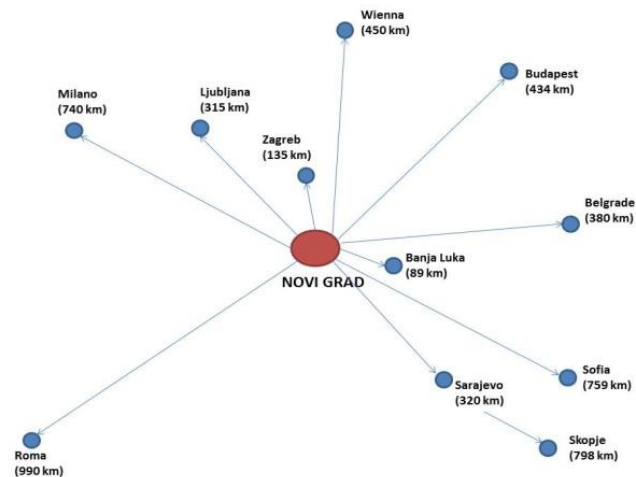 Wienna
(450 km)
Budapest
(434 km)
Milano
(740 km)
Ljubljana
(315 km)
Zagreb
(135 km)
Belgrade
(380 km)
Banja Luka
(89 km)
NOVI GRAD
Sofia
(759 km)
Sarajevo
(320 km)
Skopje
(798 km)
Roma
(990 km)